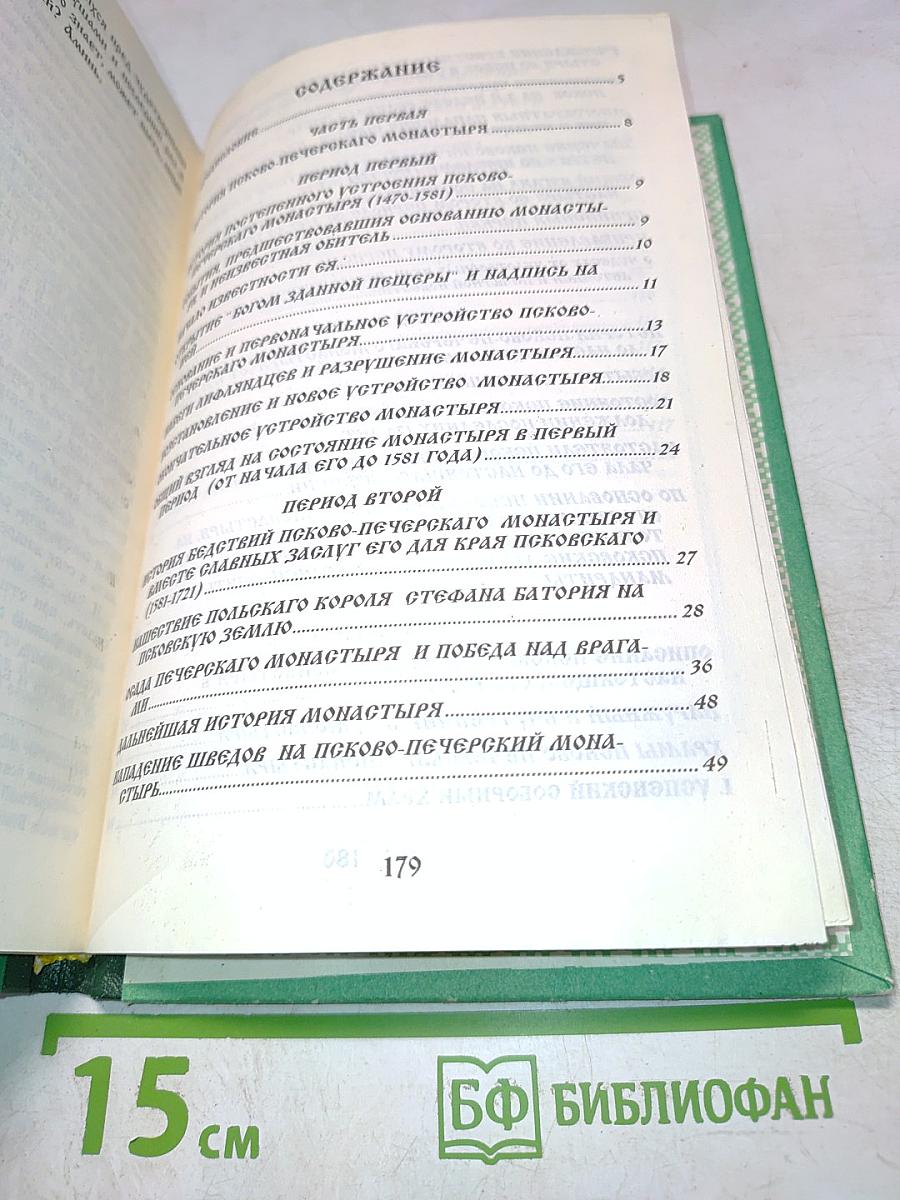 СОДЕРЖАНИЕ
5
ЧАСТЬ ПЕРВАЯ
ПСКОВО-ПЕЧЕРСКАГО МОНАСТЫРЯ 8
ПЕРИОД ПЕРВЫЙ
ПОСТЕПЕННОГО УСТРОЕНИЯ ПСКОВО-
МОНАСТЫРЯ (1470-1581) 9
ПРЕДШЕСТВОВАВШИЯ ОСНОВАНИЮ МОНАСТЫ-
И НЕИЗВЕСТНАЯ ОБИТЕЛЬ 9
ИЗВЕСТНОСТИ ЕЯ 10
"БОГОМ ЗДАННОЙ ПЕЩЕРЫ" И НАДПИСЬ НА
11
И ПЕРВОНАЧАЛЬНОЕ УСТРОЙСТВО ПСКОВО-
ПЕЧЕРСКАГО МОНАСТЫРЯ 13
ЛИФЛЯНДЦЕВ И РАЗРУШЕНИЕ МОНАСТЫРЯ 17
И НОВОЕ УСТРОЙСТВО МОНАСТЫРЯ 18
УСТРОЙСТВО МОНАСТЫРЯ 21
ОБЩИЙ ВЗГЛЯД НА СОСТОЯНИЕ МОНАСТЫРЯ В ПЕРВЫЙ
ПЕРИОД (ОТ НАЧАЛА ЕГО ДО 1581 ГОДА) 24
ПЕРИОД ВТОРОЙ
ИСТОРИЯ БЕДСТВИЙ ПСКОВО-ПЕЧЕРСКАГО МОНАСТЫРЯ И
ВМЕСТЕ СЛАВНЫХ ЗАСЛУГ ЕГО ДЛЯ КРАЯ ПСКОВСКАГО
(1581-1721) 27
НАШЕСТВИЕ ПОЛЬСКАГО КОРОЛЯ СТЕФАНА БАТОРИЯ НА
ПСКОВСКУЮ ЗЕМЛЮ 28
ОСАДА ПЕЧЕРСКАГО МОНАСТЫРЯ И ПОБЕДА НАД ВРАГА-
МИ 36
ДАЛЬНЕЙШАЯ ИСТОРИЯ МОНАСТЫРЯ 48
НАПАДЕНИЕ ШВЕДОВ НА ПСКОВО-ПЕЧЕРСКИЙ МОНА-
СТЫРЬ 49
179
15 СМ
БФ БИБЛИОФАН